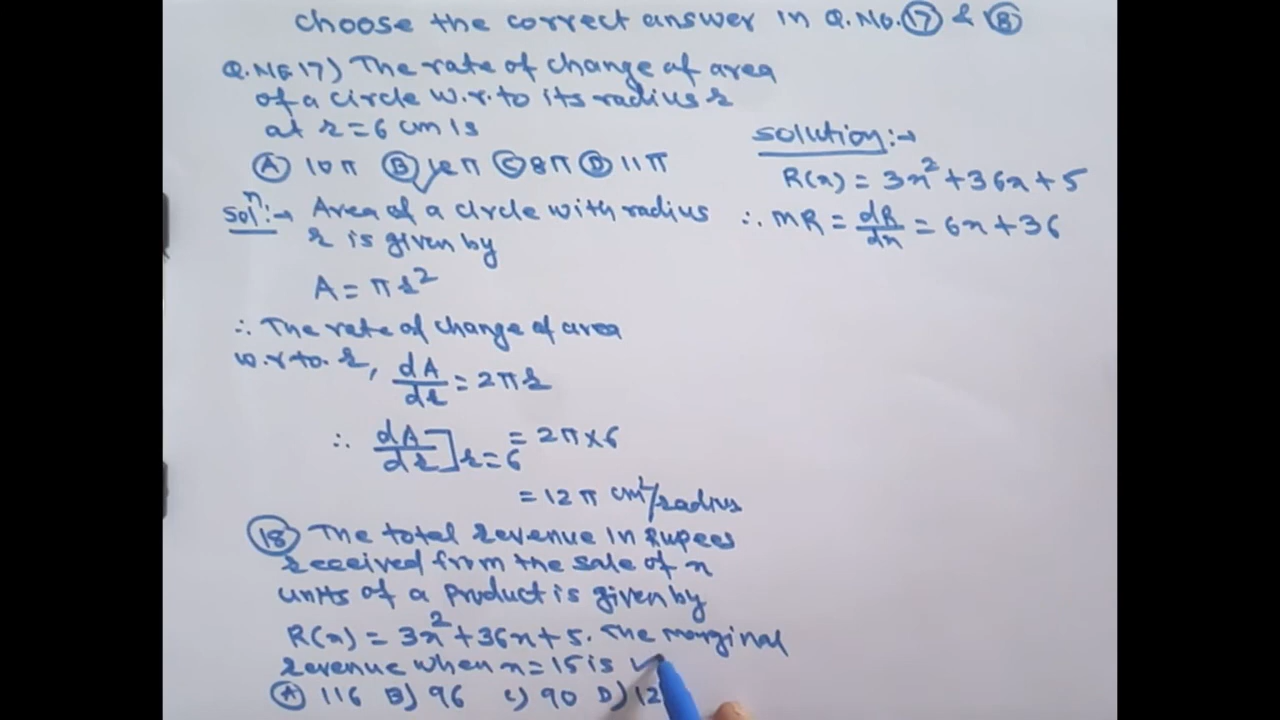 choose the correct answer in Q.No.⑰ & ⑱
Q.No 17) The rate of change of area
of a circle w.r.to its radius r
at r=6 cm is
Ⓐ 10π Ⓑ 12π Ⓒ 8π Ⓓ 11π
Solⁿ:→ Area of a circle with radius
r is given by
A = πr²
∴ The rate of change of area
w.r.to. r, dA/dr = 2πr
∴ dA/dr]r=6 = 2π×6
= 12π cm²/radius
⑱ The total revenue in Rupees
received from the sale of x
units of a product is given by
R(x) = 3x²+36x+5. The marginal
revenue when x=15 is
Ⓐ 116 B) 96 C) 90 D) 12
Solution:→
R(x) = 3x²+36x+5
∴ MR = dR/dx = 6x+36